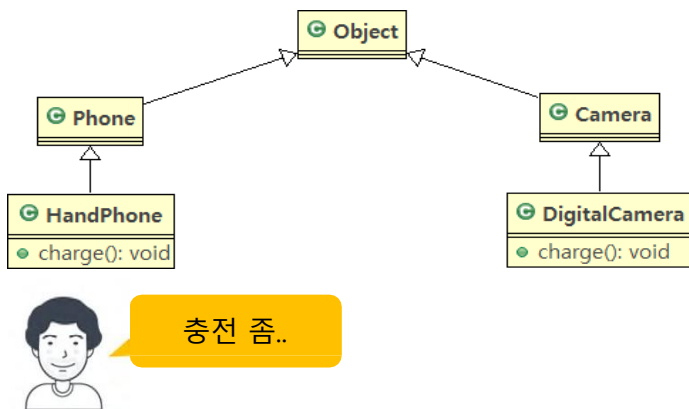 C Object
C Phone
C Camera
C HandPhone
charge(): void
C DigitalCamera
charge(): void
충전 좀..